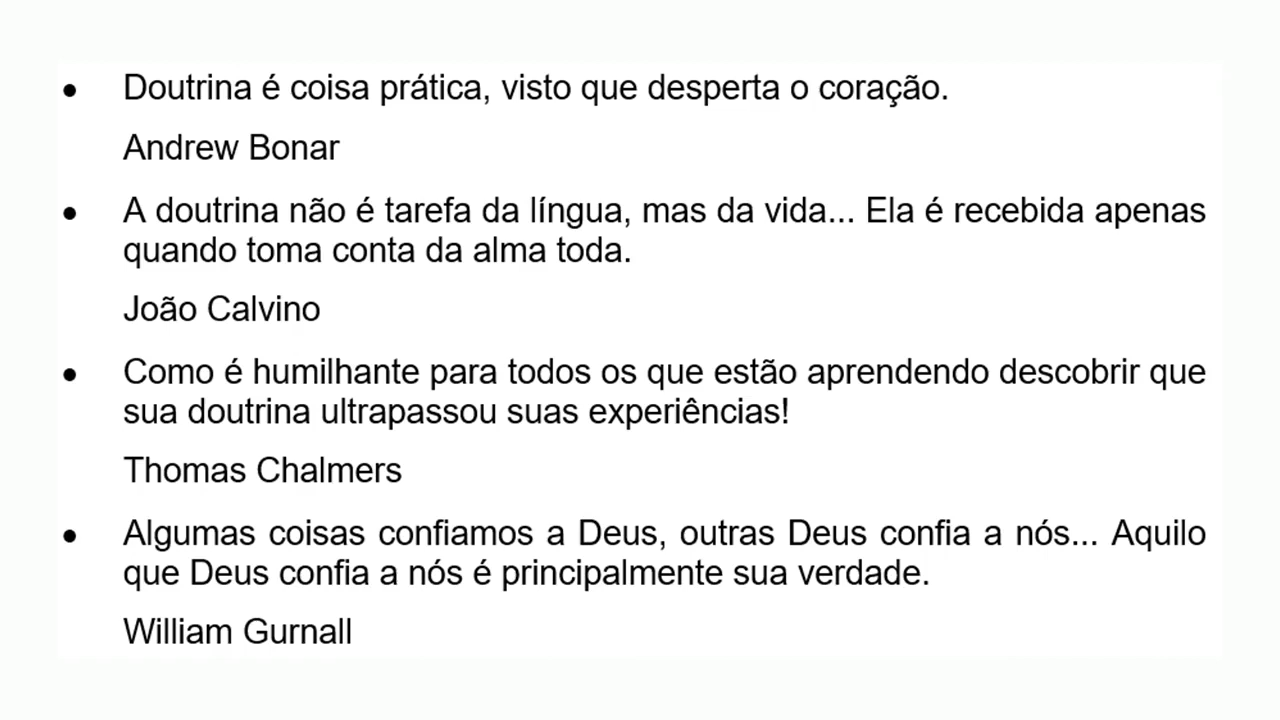 • Doutrina é coisa prática, visto que desperta o coração.
Andrew Bonar
• A doutrina não é tarefa da língua, mas da vida... Ela é recebida apenas
quando toma conta da alma toda.
João Calvino
• Como é humilhante para todos os que estão aprendendo descobrir que
sua doutrina ultrapassou suas experiências!
Thomas Chalmers
• Algumas coisas confiamos a Deus, outras Deus confia a nós... Aquilo
que Deus confia a nós é principalmente sua verdade.
William Gurnall